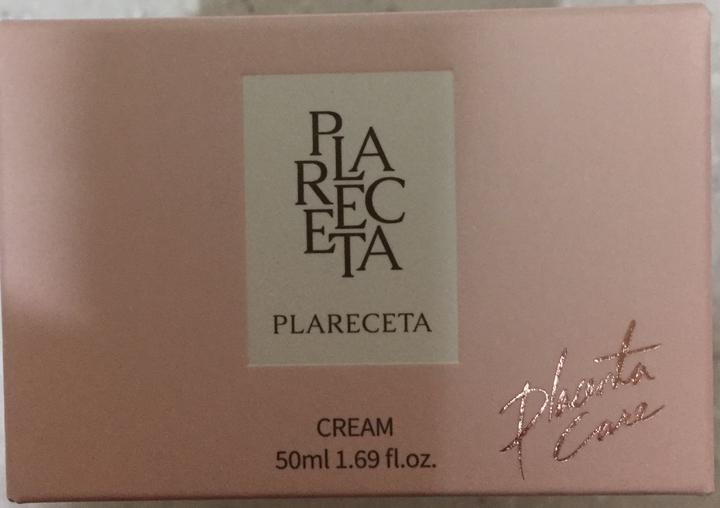 PLA
REC
ETA
PLARECETA
CREAM
50ml 1.69 fl.oz.
Placenta
Care